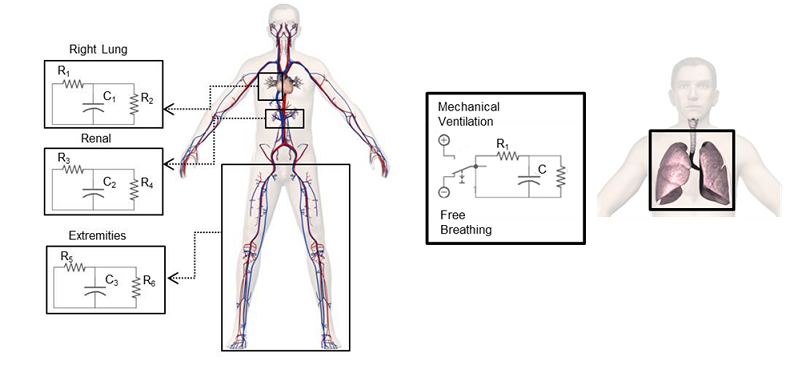 Right Lung
R1
C1
R2
Renal
R3
C2
R4
Extremities
R5
C3
R6
Mechanical
Ventilation
R1
C
Free
Breathing